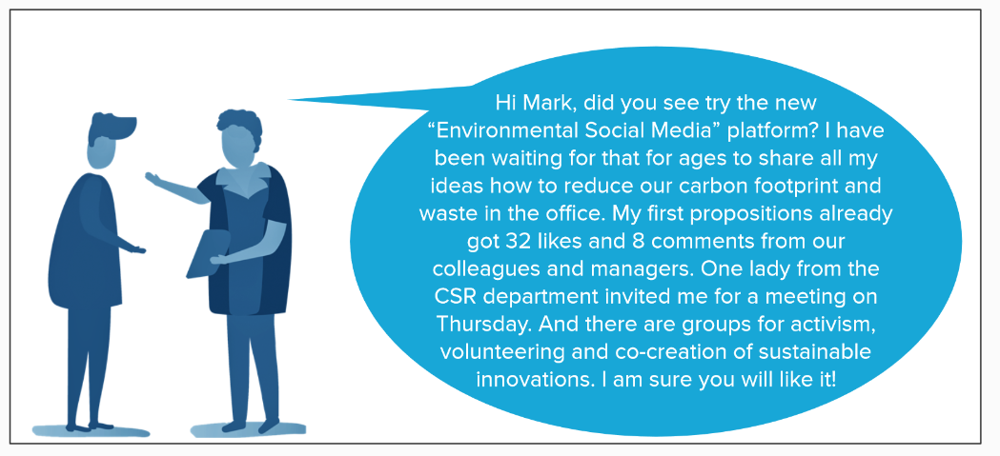 Hi Mark, did you see try the new
“Environmental Social Media” platform? I have
been waiting for that for ages to share all my
ideas how to reduce our carbon footprint and
waste in the office. My first propositions already
got 32 likes and 8 comments from our
colleagues and managers. One lady from the
CSR department invited me for a meeting on
Thursday. And there are groups for activism,
volunteering and co-creation of sustainable
innovations. I am sure you will like it!